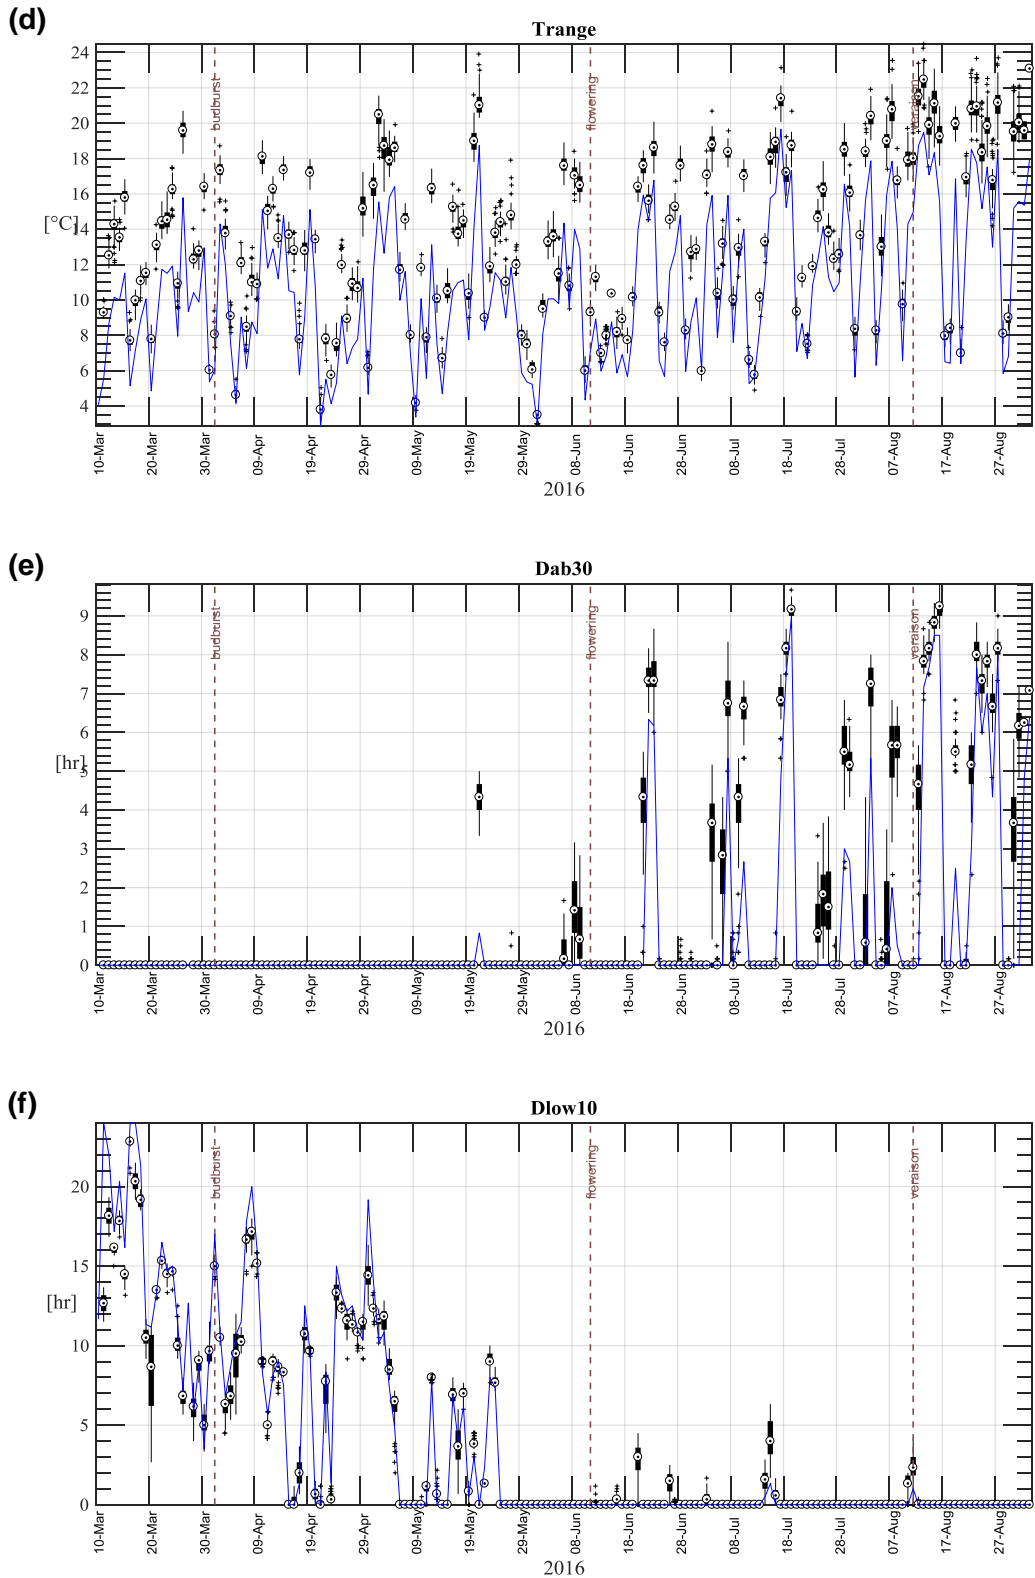 (d)
Trange
24
22
20
18
16
14
12
10
8
6
4
[°C]
budburst
flowering
veraison
10-Mar
20-Mar
30-Mar
09-Apr
19-Apr
29-Apr
09-May
19-May
29-May
08-Jun
18-Jun
28-Jun
08-Jul
18-Jul
28-Jul
07-Aug
17-Aug
27-Aug
2016
(e)
Dab30
9
8
7
6
5
4
3
2
1
0
[hr]
budburst
flowering
veraison
10-Mar
20-Mar
30-Mar
09-Apr
19-Apr
29-Apr
09-May
19-May
29-May
08-Jun
18-Jun
28-Jun
08-Jul
18-Jul
28-Jul
07-Aug
17-Aug
27-Aug
2016
(f)
Dlow10
20
15
10
5
0
[hr]
budburst
flowering
veraison
10-Mar
20-Mar
30-Mar
09-Apr
19-Apr
29-Apr
09-May
19-May
29-May
08-Jun
18-Jun
28-Jun
08-Jul
18-Jul
28-Jul
07-Aug
17-Aug
27-Aug
2016